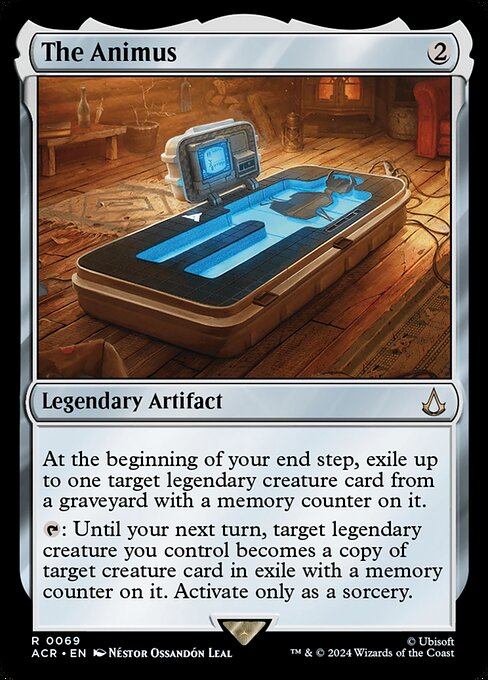 The Animus 2
Legendary Artifact
At the beginning of your end step, exile up
to one target legendary creature card from
a graveyard with a memory counter on it.
: Until your next turn, target legendary
creature you control becomes a copy of
target creature card in exile with a memory
counter on it. Activate only as a sorcery.
R 0069
ACR • EN Néstor Ossandón Leal
© Ubisoft
™ & © 2024 Wizards of the Coast